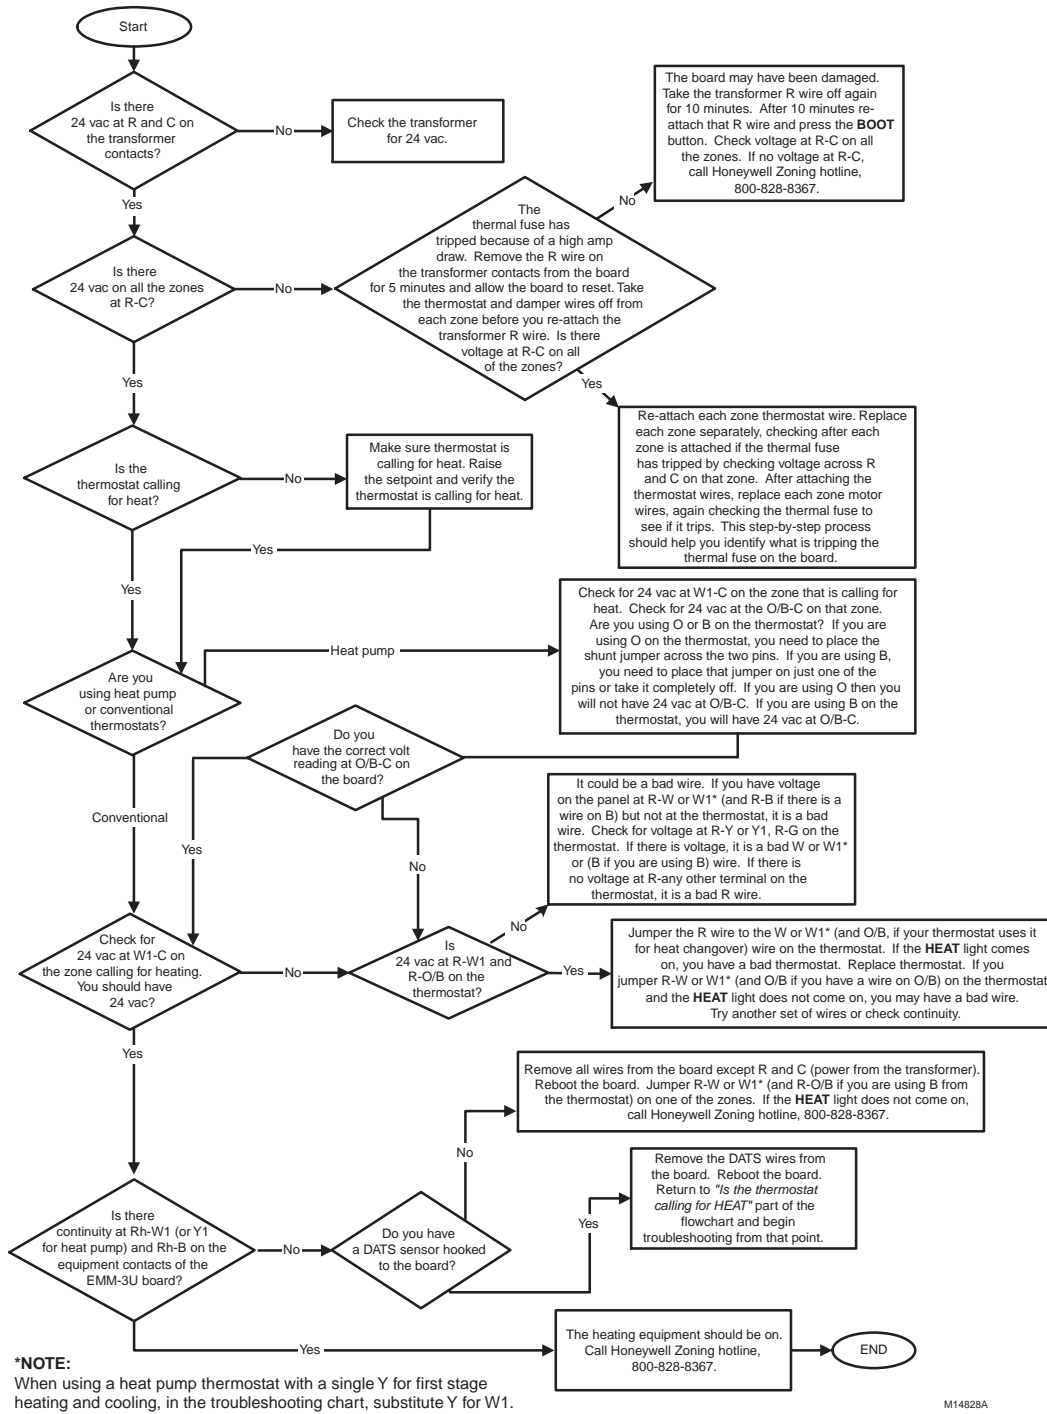 Start
Is there
24 vac at R and C on
the transformer
contacts?
No
Check the transformer
for 24 vac.
The board may have been damaged.
Take the transformer R wire off again
for 10 minutes. After 10 minutes re-
attach that R wire and press the BOOT
button. Check voltage at R-C on all
the zones. If no voltage at R-C,
call Honeywell Zoning hotline,
800-828-8367.
Yes
No
Is there
24 vac on all the zones
at R-C?
No
The
thermal fuse has
tripped because of a high amp
draw. Remove the R wire on
the transformer contacts from the board
for 5 minutes and allow the board to reset. Take
the thermostat and damper wires off from
each zone before you re-attach the
transformer R wire. Is there
voltage at R-C on all
of the zones?
Yes
Yes
Re-attach each zone thermostat wire. Replace
each zone separately, checking after each
zone is attached if the thermal fuse
has tripped by checking voltage across R
and C on that zone. After attaching the
thermostat wires, replace each zone motor
wires, again checking the thermal fuse to
see if it trips. This step-by-step process
should help you identify what is tripping the
thermal fuse on the board.
Is the
thermostat calling
for heat?
No
Make sure thermostat is
calling for heat. Raise
the setpoint and verify the
thermostat is calling for heat.
Yes
Yes
Are you
using heat pump
or conventional
thermostats?
Heat pump
Check for 24 vac at W1-C on the zone that is calling for
heat. Check for 24 vac at the O/B-C on that zone.
Are you using O or B on the thermostat? If you are
using O on the thermostat, you need to place the
shunt jumper across the two pins. If you are using B,
you need to place that jumper on just one of the
pins or take it completely off. If you are using O then you
will not have 24 vac at O/B-C. If you are using B on the
thermostat, you will have 24 vac at O/B-C.
Do you
have the correct volt
reading at O/B-C on
the board?
Conventional
Yes
No
It could be a bad wire. If you have voltage
on the panel at R-W or W1* (and R-B if there is a
wire on B) but not at the thermostat, it is a bad
wire. Check for voltage at R-Y or Y1, R-G on the
thermostat. If there is voltage, it is a bad W or W1*
or (B if you are using B) wire. If there is
no voltage at R-any other terminal on the
thermostat, it is a bad R wire.
Check for
24 vac at W1-C on
the zone calling for heating.
You should have
24 vac?
No
Is
24 vac at R-W1 and
R-O/B on the
thermostat?
No
Yes
Jumper the R wire to the W or W1* (and O/B, if your thermostat uses it
for heat changover) wire on the thermostat. If the HEAT light comes
on, you have a bad thermostat. Replace thermostat. If you
jumper R-W or W1* (and O/B if you have a wire on O/B) on the thermostat
and the HEAT light does not come on, you may have a bad wire.
Try another set of wires or check continuity.
Yes
Remove all wires from the board except R and C (power from the transformer).
Reboot the board. Jumper R-W or W1* (and R-O/B if you are using B from
the thermostat) on one of the zones. If the HEAT light does not come on,
call Honeywell Zoning hotline, 800-828-8367.
No
Is there
continuity at Rh-W1 (or Y1
for heat pump) and Rh-B on the
equipment contacts of the
EMM-3U board?
No
Do you have
a DATS sensor hooked
to the board?
Yes
Remove the DATS wires from
the board. Reboot the board.
Return to "Is the thermostat
calling for HEAT" part of the
flowchart and begin
troubleshooting from that point.
Yes
The heating equipment should be on.
Call Honeywell Zoning hotline,
800-828-8367.
END
*NOTE:
When using a heat pump thermostat with a single Y for first stage
heating and cooling, in the troubleshooting chart, substitute Y for W1.
M14828A